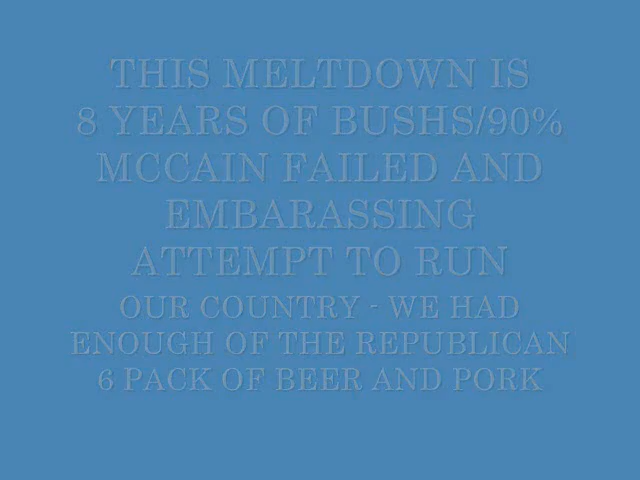 THIS MELTDOWN IS
8 YEARS OF BUSHS/90%
MCCAIN FAILED AND
EMBARASSING
ATTEMPT TO RUN
OUR COUNTRY - WE HAD
ENOUGH OF THE REPUBLICAN
6 PACK OF BEER AND PORK